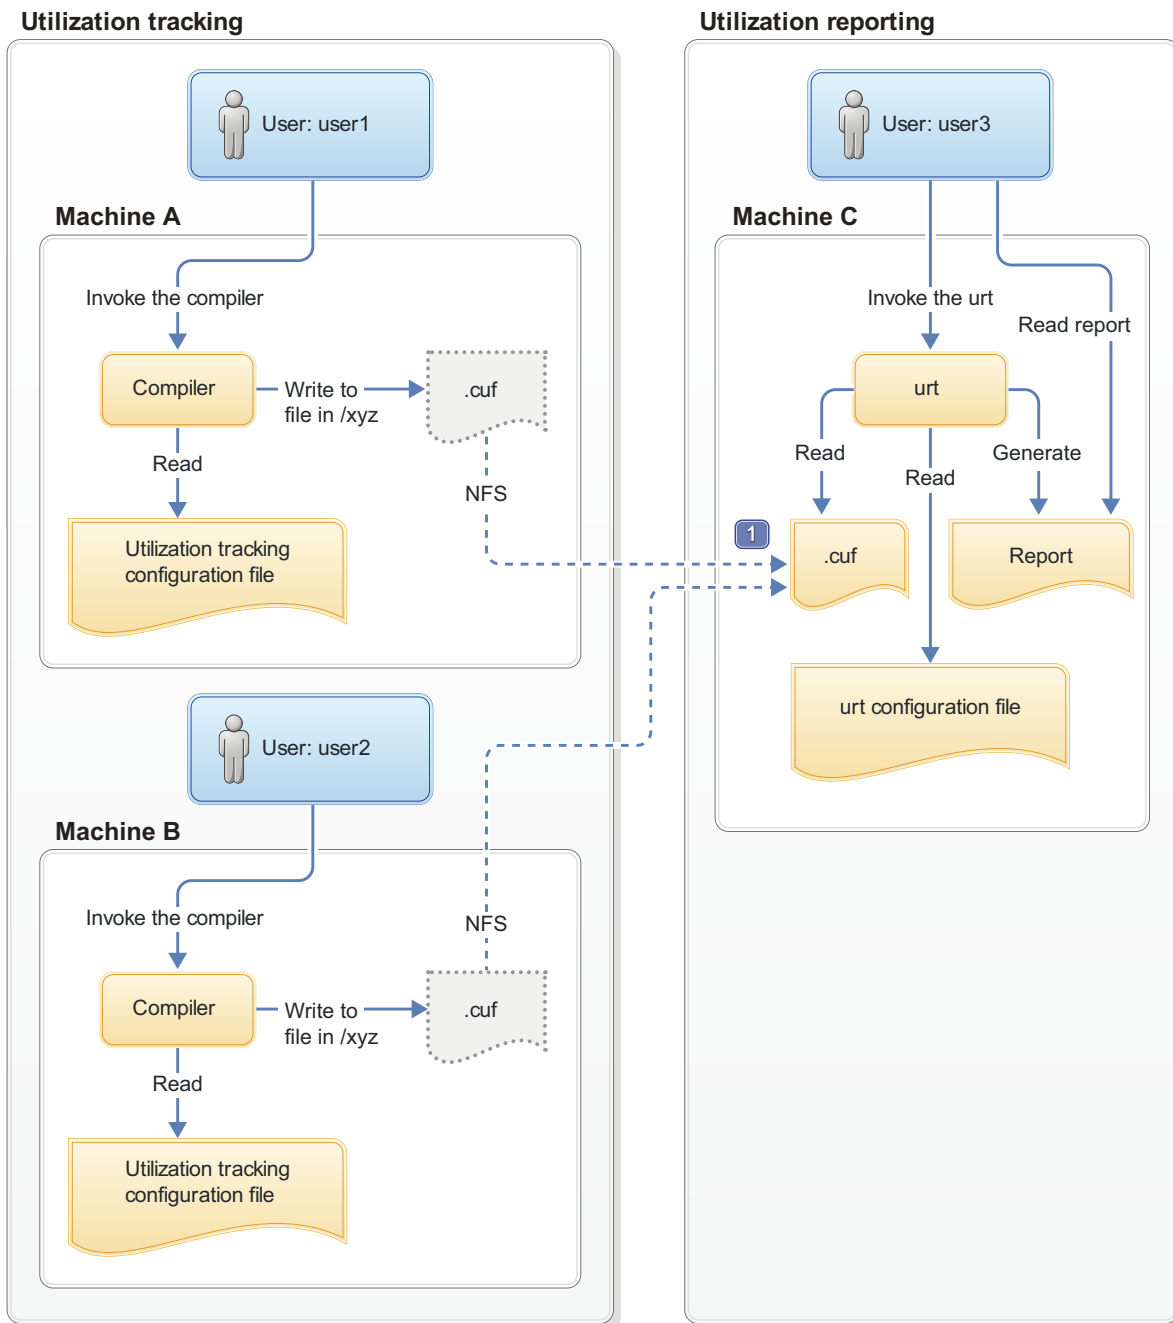 Utilization tracking
User: user1
Machine A
Invoke the compiler
Compiler
Write to
file in /xyz
.cuf
Read
NFS
Utilization tracking
configuration file
User: user2
Machine B
Invoke the compiler
NFS
Compiler
Write to
file in /xyz
.cuf
Read
Utilization tracking
configuration file
Utilization reporting
User: user3
Machine C
Invoke the urt
Read report
urt
Read
Read
Generate
1
.cuf
Report
urt configuration file